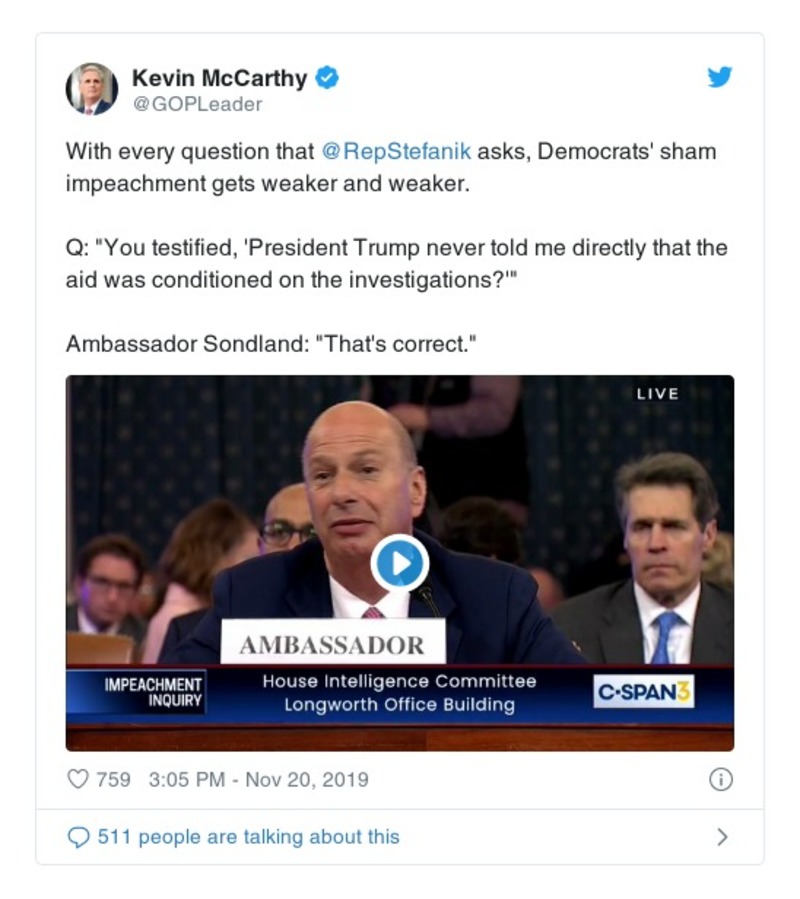 Kevin McCarthy
@GOPLeader
With every question that @RepStefanik asks, Democrats' sham
impeachment gets weaker and weaker.
Q: "You testified, 'President Trump never told me directly that the
aid was conditioned on the investigations?'"
Ambassador Sondland: "That's correct."
LIVE
AMBASSADOR
IMPEACHMENT
INQUIRY
House Intelligence Committee
Longworth Office Building
C-SPAN3
759 3:05 PM - Nov 20, 2019
511 people are talking about this